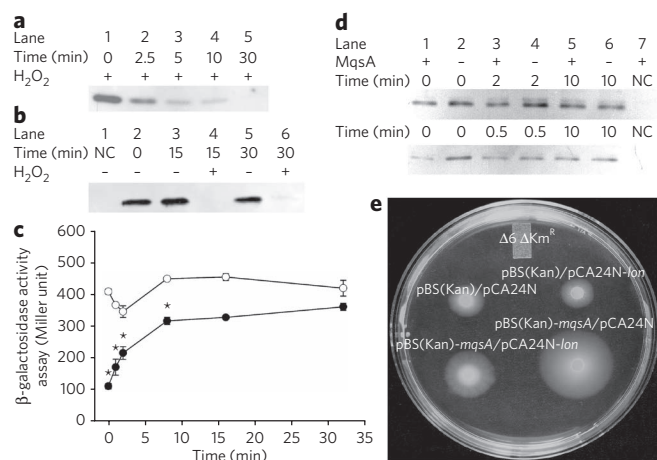 a
Lane 1 2 3 4 5
Time (min) 0 2.5 5 10 30
H2O2 + + + + +
b
Lane 1 2 3 4 5 6
Time (min) NC 0 15 15 30 30
H2O2 – – – + – +
c
β-galactosidase activity
assay (Miller unit)
600
500
400
300
200
100
0
* * * *
0 5 10 15 20 25 30 35
Time (min)
d
Lane 1 2 3 4 5 6 7
MqsA + – + – + – +
Time (min) 0 0 2 2 10 10 NC
Time (min) 0 0 0.5 0.5 10 10 NC
e
Δ6 ΔKmR
pBS(Kan)/pCA24N
pBS(Kan)/pCA24N-lon
pBS(Kan)-mqsA/pCA24N
pBS(Kan)-mqsA/pCA24N-lon